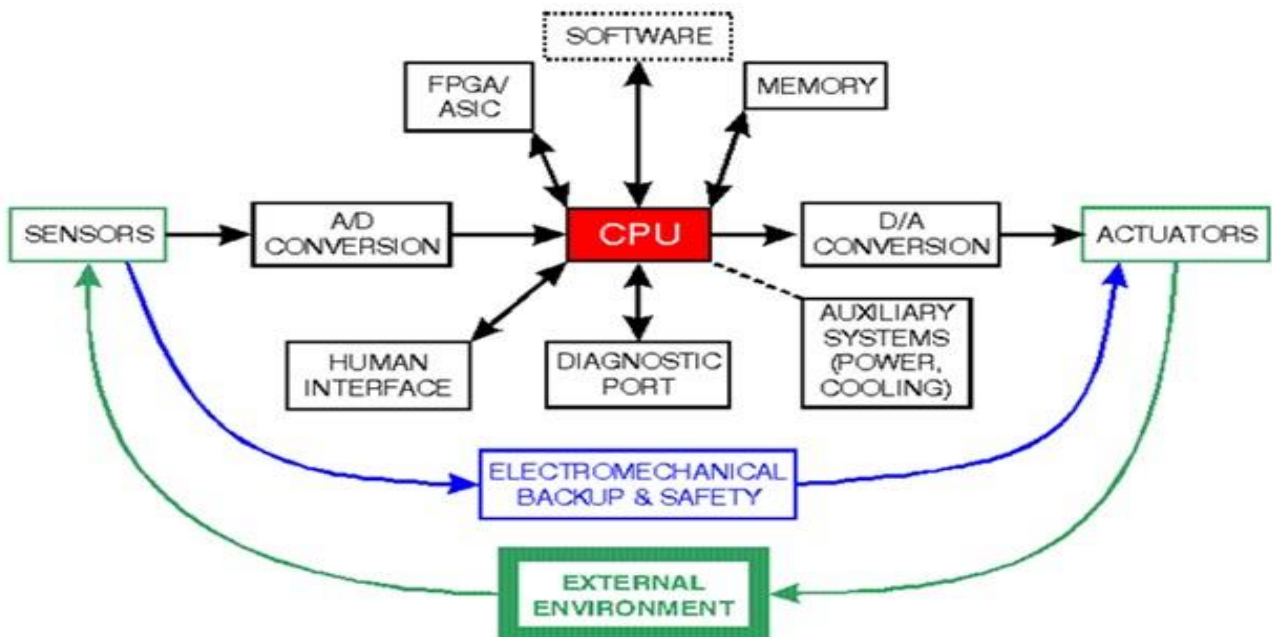 SOFTWARE
FPGA/
ASIC
MEMORY
SENSORS
A/D
CONVERSION
CPU
D/A
CONVERSION
ACTUATORS
HUMAN
INTERFACE
DIAGNOSTIC
PORT
AUXILIARY
SYSTEMS
(POWER,
COOLING)
ELECTROMECHANICAL
BACKUP & SAFETY
EXTERNAL
ENVIRONMENT